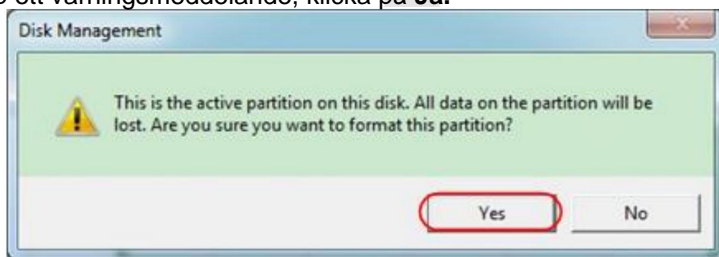 ett varningsmeddelande, klicka på Ja.
Disk Management
This is the active partition on this disk. All data on the partition will be
lost. Are you sure you want to format this partition?
Yes No